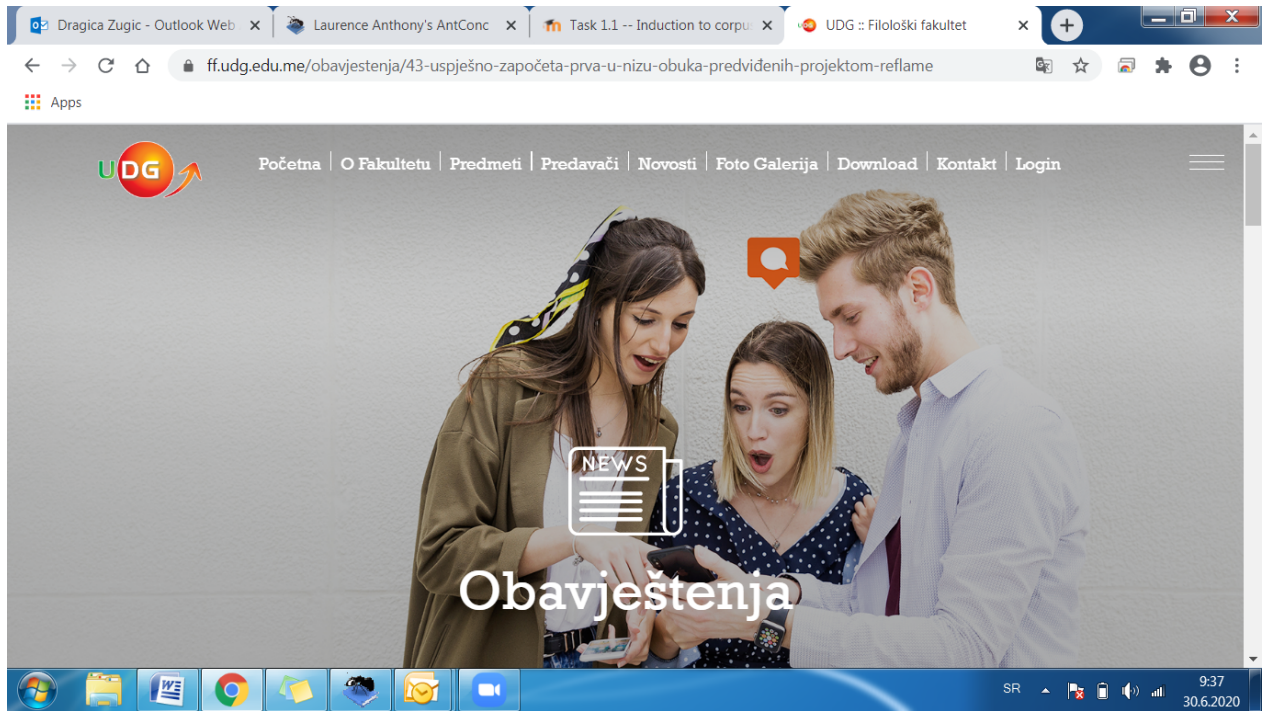 Dragica Zugic - Outlook Web
Laurence Anthony's AntConc
Task 1.1 -- Induction to corpu
UDG :: Filološki fakultet
ff.udg.edu.me/obavjestenja/43-uspješno-započeta-prva-u-nizu-obuka-predviđenih-projektom-reflame
Apps
UDG
Početna
O Fakultetu
Predmeti
Predavači
Novosti
Foto Galerija
Download
Kontakt
Login
NEWS
Obavještenja
SR
9:37
30.6.2020